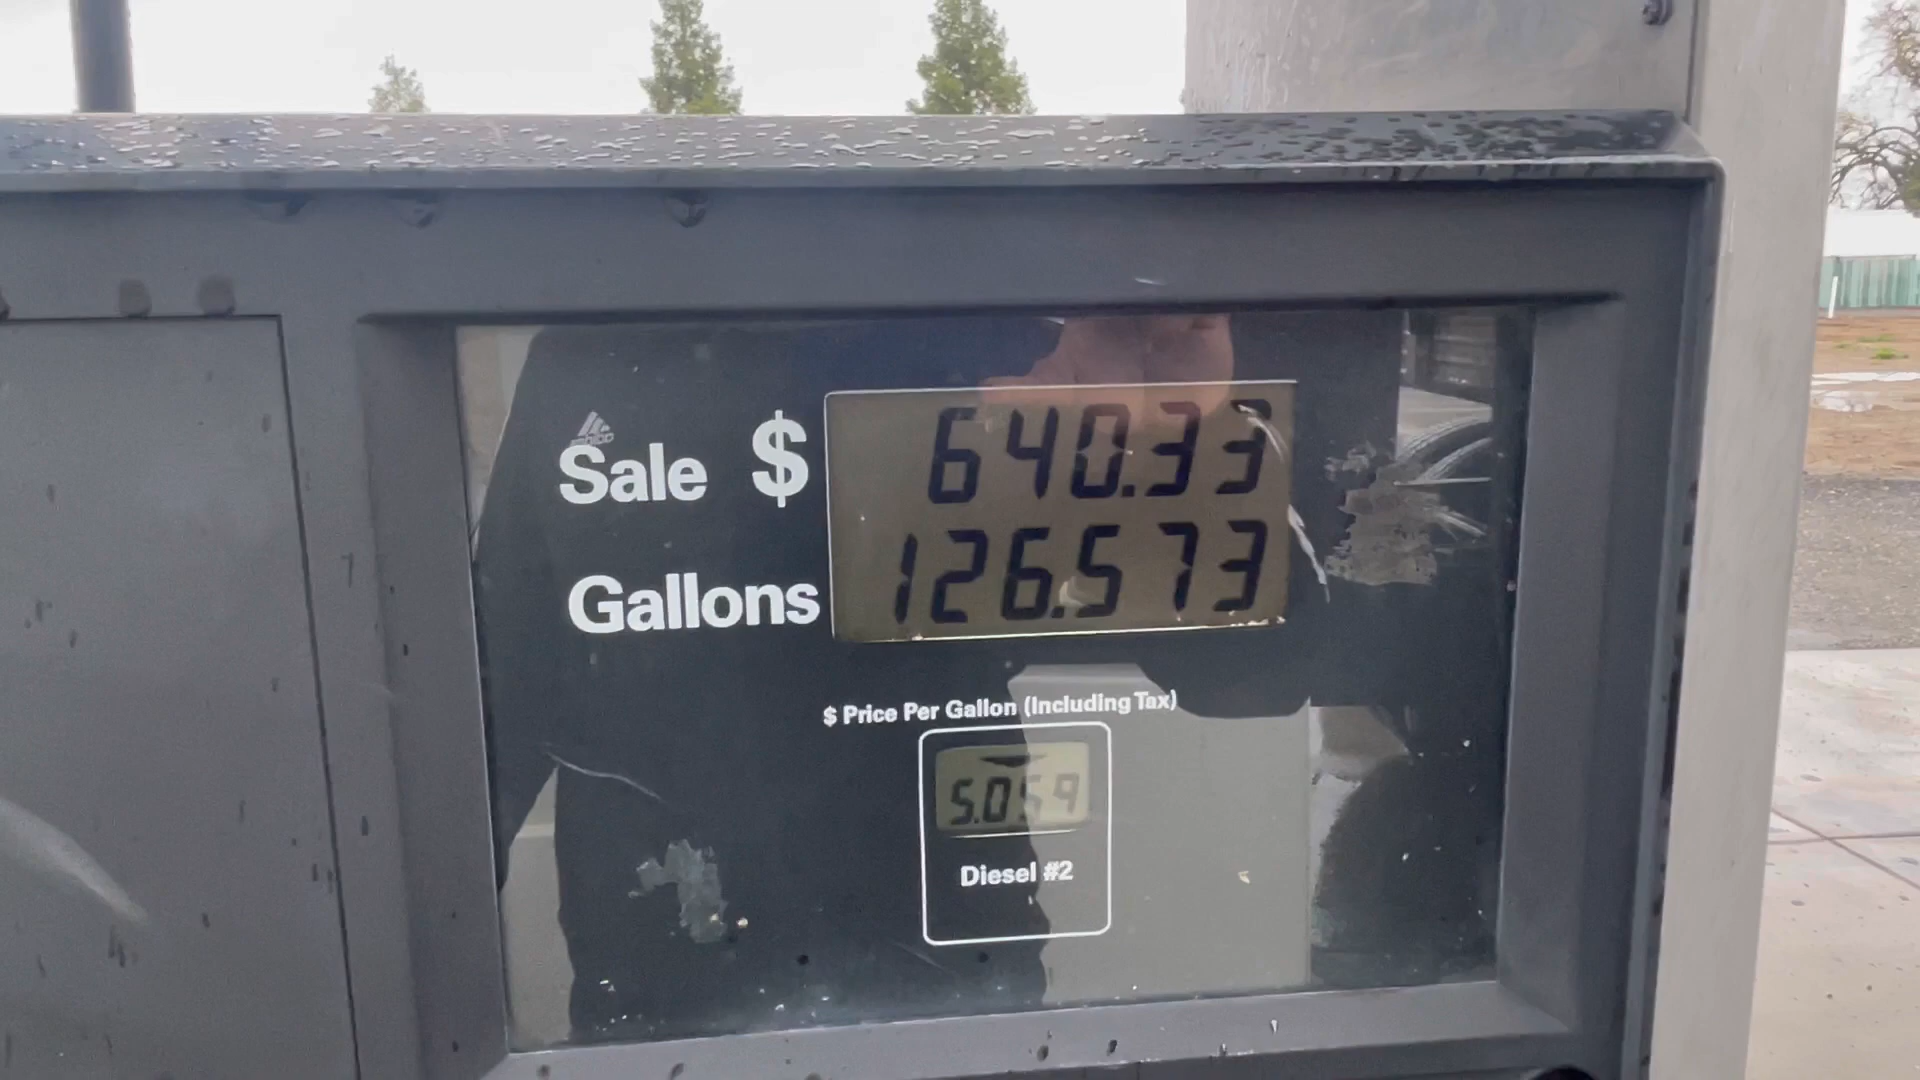 Sale $ 640.33
Gallons 126.573
$ Price Per Gallon (Including Tax)
5.059
Diesel #2